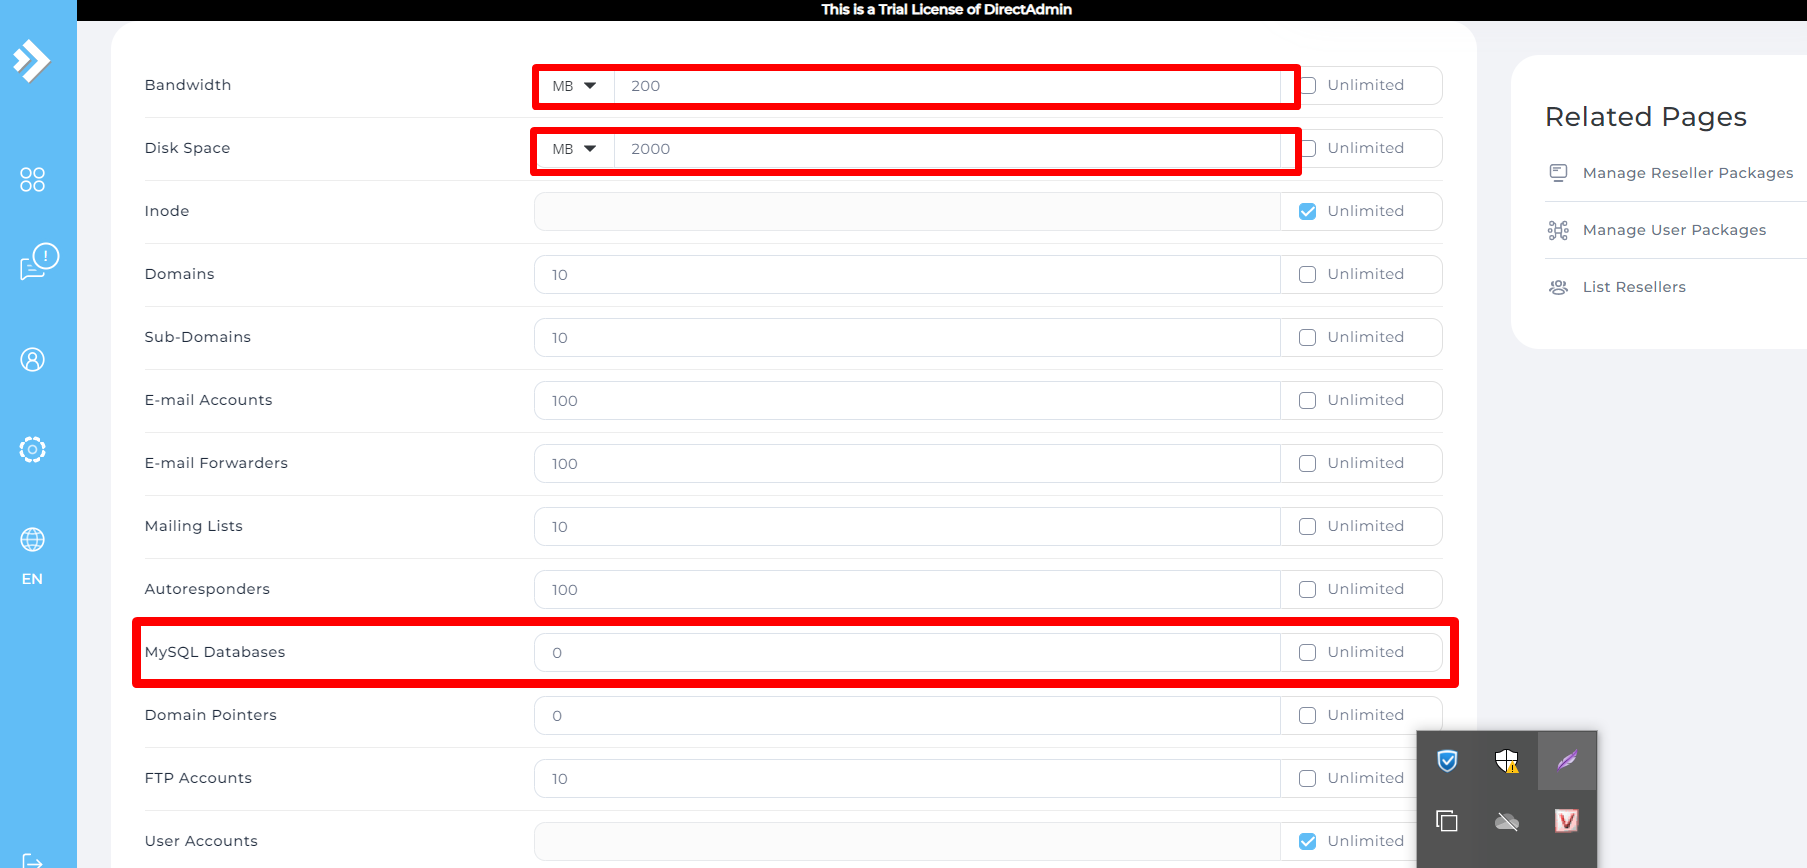 This is a Trial License of DirectAdmin
Bandwidth MB 200 Unlimited
Disk Space MB 2000 Unlimited
Inode Unlimited
Domains 10 Unlimited
Sub-Domains 10 Unlimited
E-mail Accounts 100 Unlimited
E-mail Forwarders 100 Unlimited
Mailing Lists 10 Unlimited
Autoresponders 100 Unlimited
MySQL Databases 0 Unlimited
Domain Pointers 0 Unlimited
FTP Accounts 10 Unlimited
User Accounts Unlimited
Related Pages
Manage Reseller Packages
Manage User Packages
List Resellers
EN
V